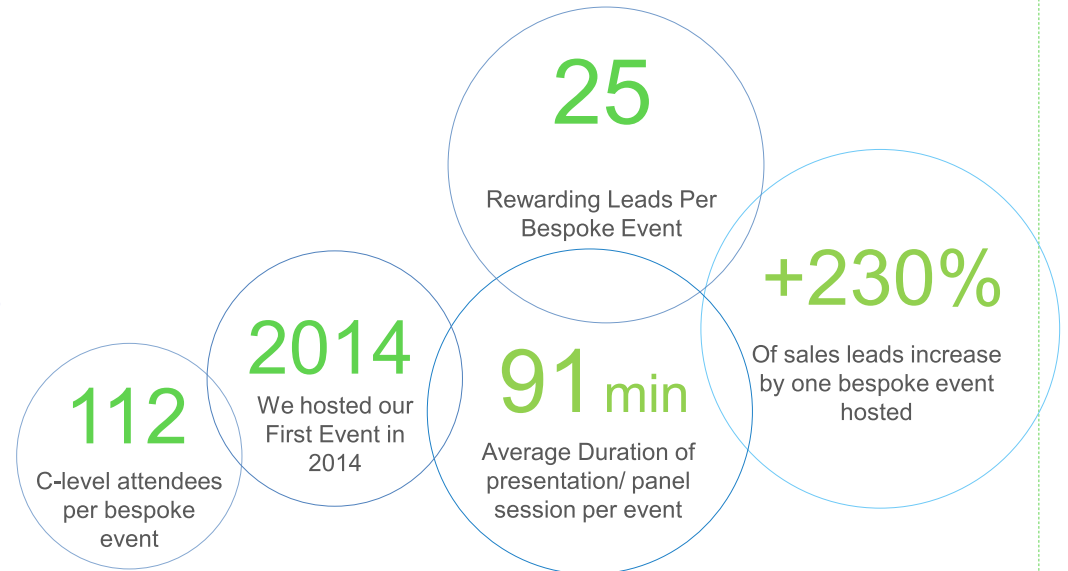 25
Rewarding Leads Per
Bespoke Event
+230%
Of sales leads increase
by one bespoke event
hosted
2014
We hosted our
First Event in
2014
91 min
Average Duration of
presentation/ panel
session per event
112
C-level attendees
per bespoke
event